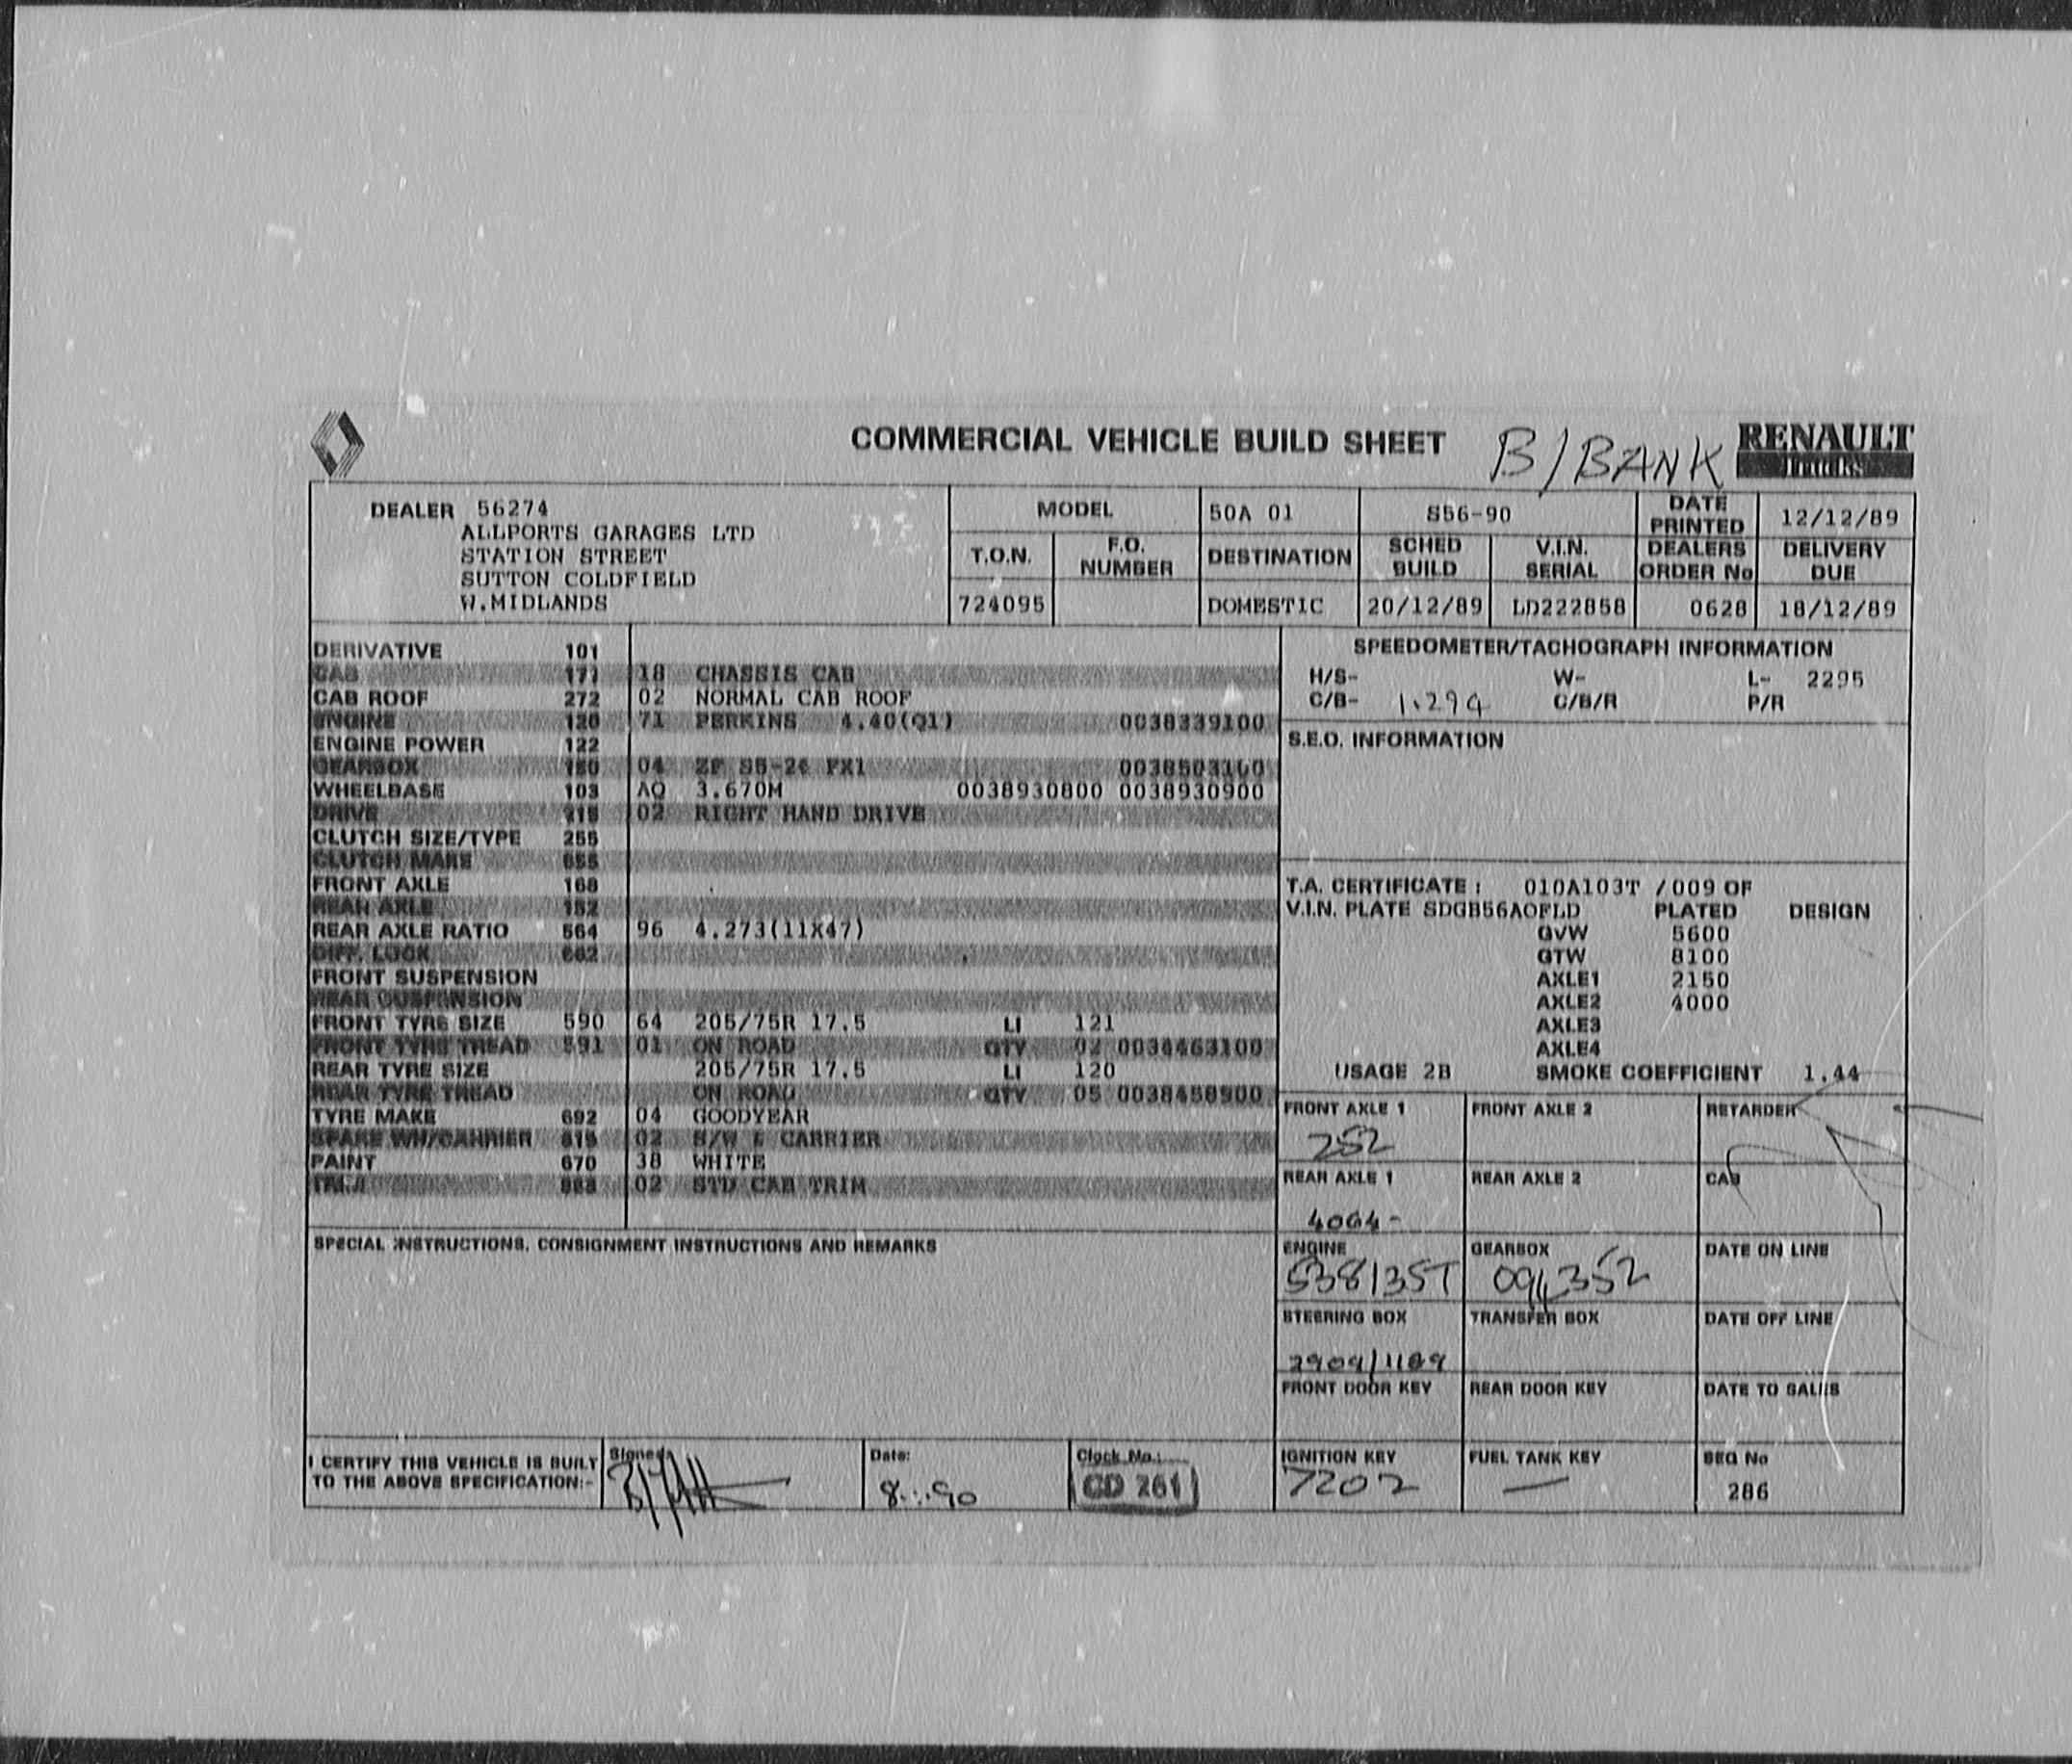 COMMERCIAL VEHICLE BUILD SHEET B/BANK RENAULT
Trucks
DEALER 56274
ALLPORTS GARAGES LTD
STATION STREET
SUTTON COLDFIELD
W.MIDLANDS
MODEL 50A 01 S56-90 DATE PRINTED 12/12/89
T.O.N. F.O. NUMBER DESTINATION SCHED BUILD V.I.N. SERIAL DEALERS ORDER No DELIVERY DUE
724095 DOMESTIC 20/12/89 LD222858 0628 18/12/89
DERIVATIVE 101
CAB 171 18 CHASSIS CAB
CAB ROOF 272 02 NORMAL CAB ROOF
ENGINE 120 71 PERKINS 4.40(Q1) 0038339100
ENGINE POWER 122
GEARBOX 150 04 ZF S5-24 FX1 0038503100
WHEELBASE 103 AQ 3.670M 0038930800 0038930900
DRIVE 02 RIGHT HAND DRIVE
CLUTCH SIZE/TYPE 255
CLUTCH MAKE 655
FRONT AXLE 168
REAR AXLE 152
REAR AXLE RATIO 564 96 4.273(11X47)
DIFF. LOCK 662
FRONT SUSPENSION
REAR SUSPENSION
FRONT TYRE SIZE 590 64 205/75R 17.5 LI 121
FRONT TYRE TREAD 591 01 ON ROAD QTY 02 0038463100
REAR TYRE SIZE 205/75R 17.5 LI 120
REAR TYRE TREAD ON ROAD QTY 05 0038458900
TYRE MAKE 692 04 GOODYEAR
SPARE WH/CARRIER 615 02 S/W & CARRIER
PAINT 670 38 WHITE
TRIM 02 STD CAB TRIM
SPECIAL INSTRUCTIONS, CONSIGNMENT INSTRUCTIONS AND REMARKS
SPEEDOMETER/TACHOGRAPH INFORMATION
H/S- W- L- 2295
C/B- 1.294 C/B/R P/R
S.E.O. INFORMATION
T.A. CERTIFICATE : 010A103T /009 OF
V.I.N. PLATE SDGB56AOFLD PLATED DESIGN
GVW 5600
GTW 8100
AXLE1 2150
AXLE2 4000
AXLE3
AXLE4
USAGE 2B SMOKE COEFFICIENT 1.44
FRONT AXLE 1 FRONT AXLE 2 RETARDER
252
REAR AXLE 1 REAR AXLE 2 CAB
4064-
ENGINE GEARBOX DATE ON LINE
538135T 094352
STEERING BOX TRANSFER BOX DATE OFF LINE
2909/1189
FRONT DOOR KEY REAR DOOR KEY DATE TO SALES
IGNITION KEY FUEL TANK KEY SEQ No
7202 — 286
I CERTIFY THIS VEHICLE IS BUILT
TO THE ABOVE SPECIFICATION:-
Signed: Date: Clock No.:
CD 261